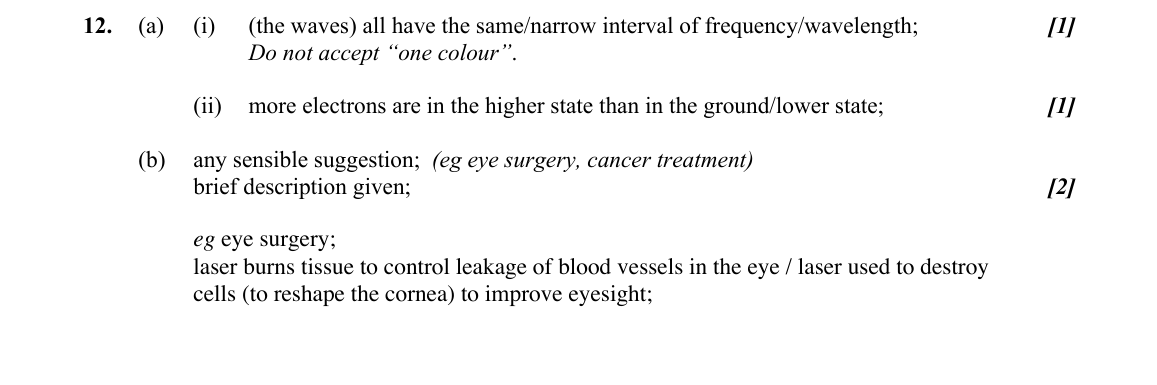 12. (a) (i) (the waves) all have the same/narrow interval of frequency/wavelength; [1]
Do not accept “one colour”.
(ii) more electrons are in the higher state than in the ground/lower state; [1]
(b) any sensible suggestion; (eg eye surgery, cancer treatment)
brief description given; [2]
eg eye surgery;
laser burns tissue to control leakage of blood vessels in the eye / laser used to destroy
cells (to reshape the cornea) to improve eyesight;